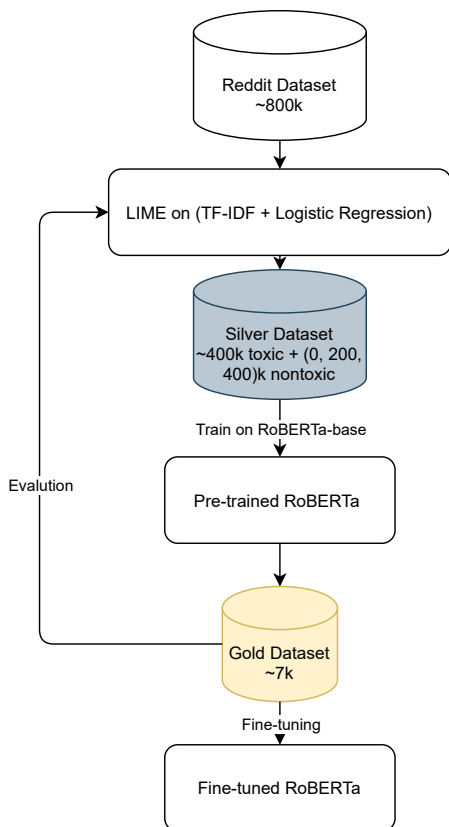 Reddit Dataset
~800k
LIME on (TF-IDF + Logistic Regression)
Silver Dataset
~400k toxic + (0, 200,
400)k nontoxic
Train on RoBERTa-base
Evalution
Pre-trained RoBERTa
Gold Dataset
~7k
Fine-tuning
Fine-tuned RoBERTa